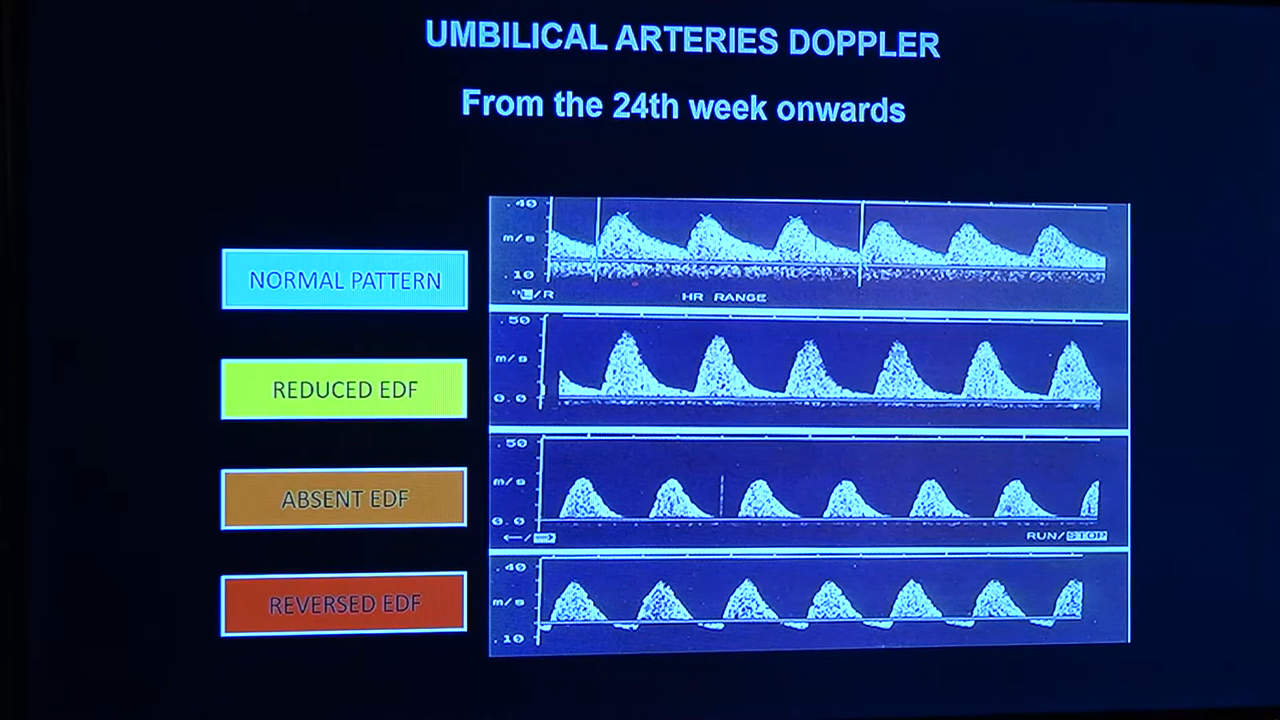 UMBILICAL ARTERIES DOPPLER
From the 24th week onwards
NORMAL PATTERN
.40
m/s
.10
/R
HR RANGE
REDUCED EDF
.50
m/s
0.0
ABSENT EDF
.50
m/s
0.0
←/⇒
RUN/STOP
REVERSED EDF
.40
m/s
.10